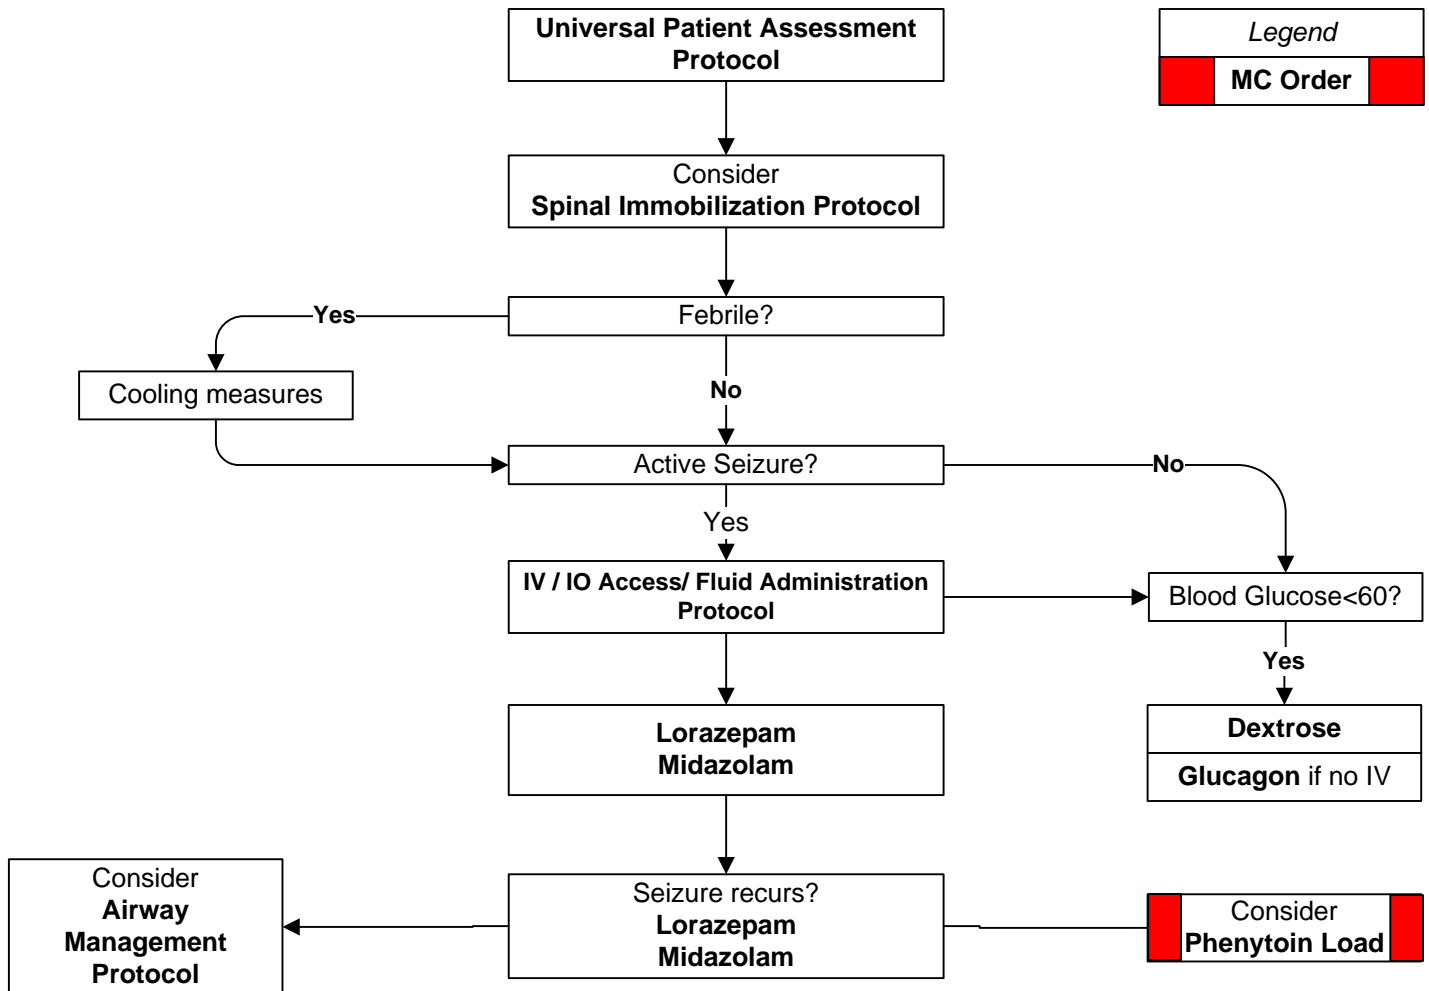 Universal Patient Assessment
Protocol
Legend
MC Order
Consider
Spinal Immobilization Protocol
Yes
Febrile?
Cooling measures
No
Active Seizure?
No
Yes
IV / IO Access/ Fluid Administration
Protocol
Blood Glucose<60?
Yes
Lorazepam
Midazolam
Dextrose
Glucagon if no IV
Consider
Airway
Management
Protocol
Seizure recurs?
Lorazepam
Midazolam
Consider
Phenytoin Load